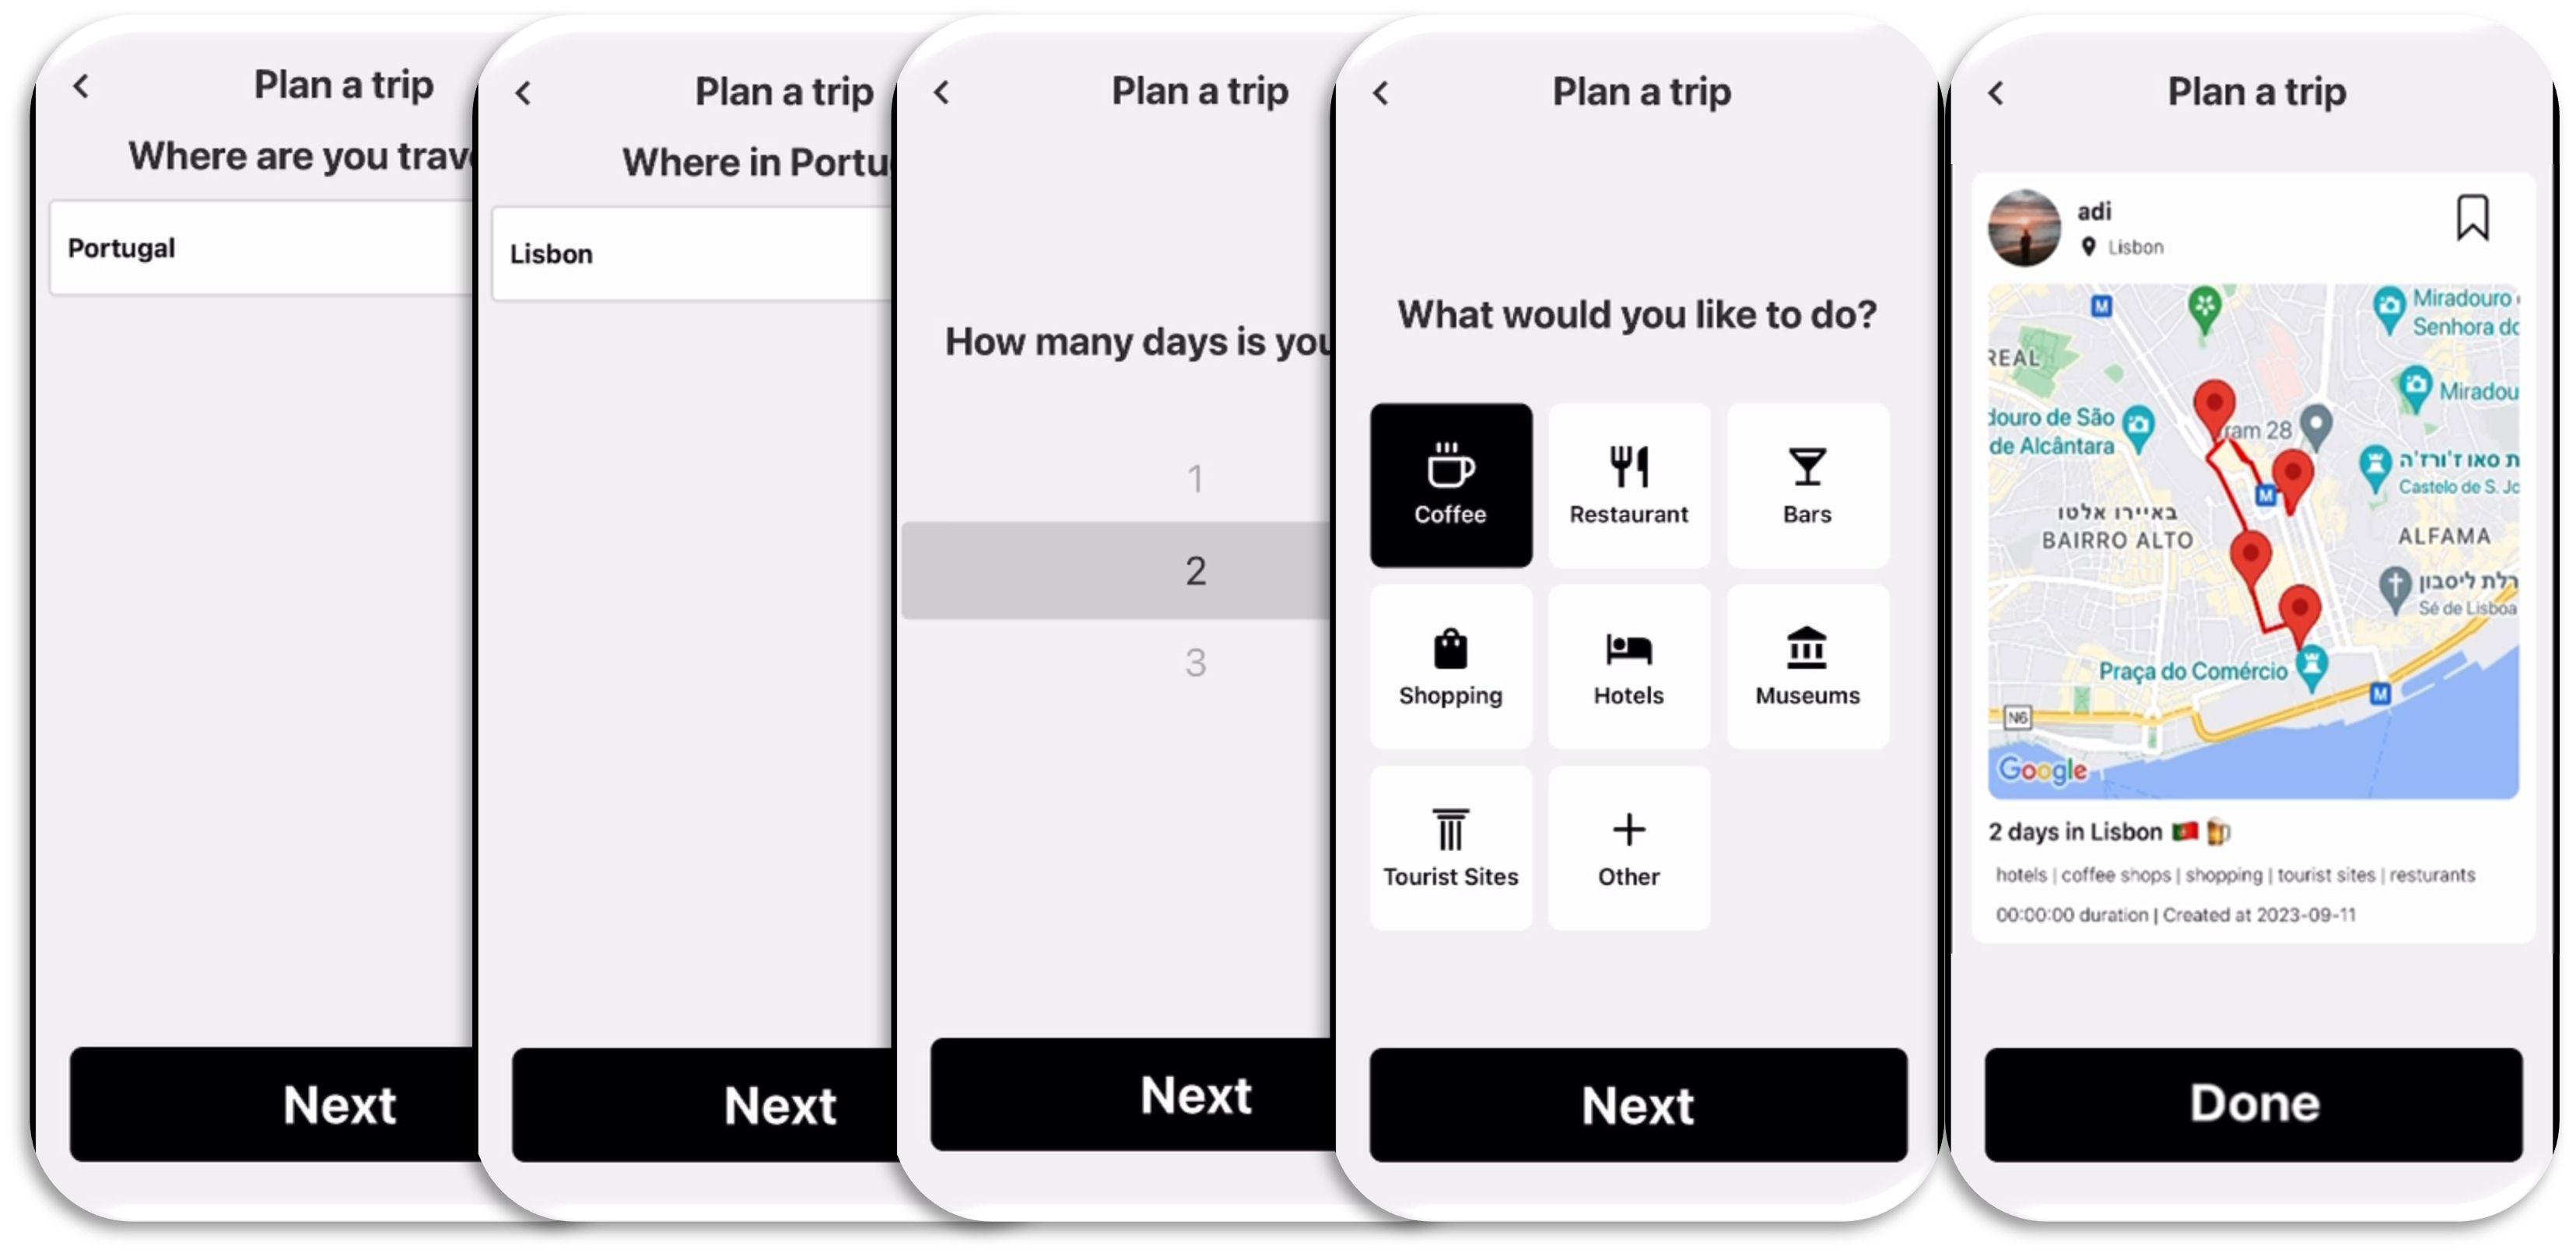 Plan a trip
Where are you trav
Portugal
Next
Plan a trip
Where in Portu
Lisbon
Next
Plan a trip
How many days is you
1
2
3
Next
Plan a trip
What would you like to do?
Coffee
Restaurant
Bars
Shopping
Hotels
Museums
Tourist Sites
Other
Next
Plan a trip
adi
Lisbon
M
Miradouro
Senhora do
REAL
Miradou
douro de São
de Alcântara
ram 28
ת סאו ז'ורז'ה
Castelo de S. Jo
M
באיירו אלטו
BAIRRO ALTO
ALFAMA
רלת ליסבון
Sé de Lisboa
Praça do Comércio
M
N6
Google
2 days in Lisbon 🇵🇹 🍺
hotels | coffee shops | shopping | tourist sites | resturants
00:00:00 duration | Created at 2023-09-11
Done